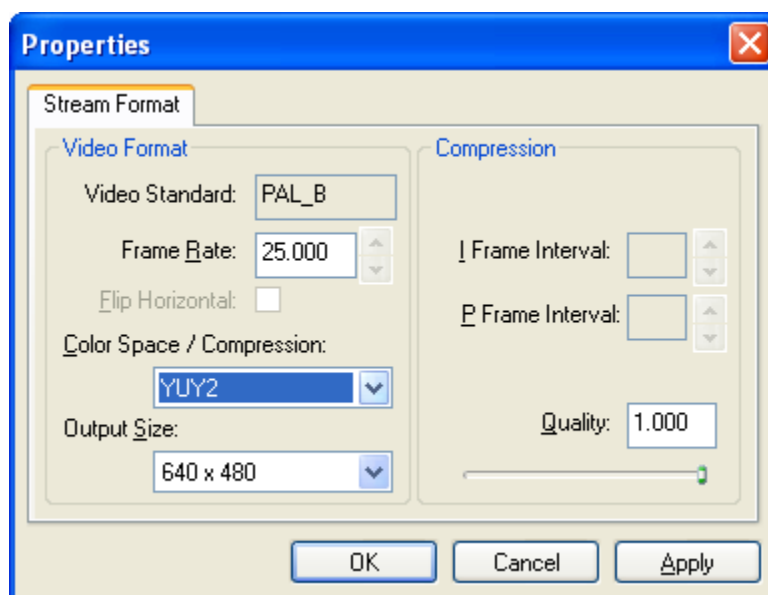 Properties
Stream Format
Video Format
Video Standard: PAL_B
Frame Rate: 25.000
Flip Horizontal:
Color Space / Compression:
YUY2
Output Size:
640 x 480
Compression
I Frame Interval:
P Frame Interval:
Quality: 1.000
OK Cancel Apply